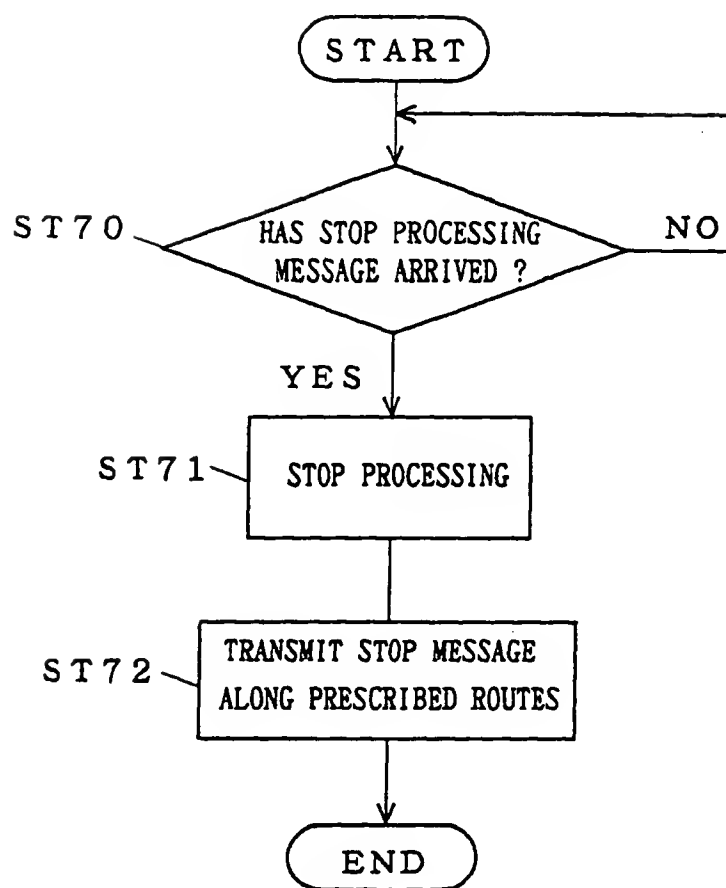 START
ST70
HAS STOP PROCESSING
MESSAGE ARRIVED ?
NO
YES
ST71
STOP PROCESSING
ST72
TRANSMIT STOP MESSAGE
ALONG PRESCRIBED ROUTES
END